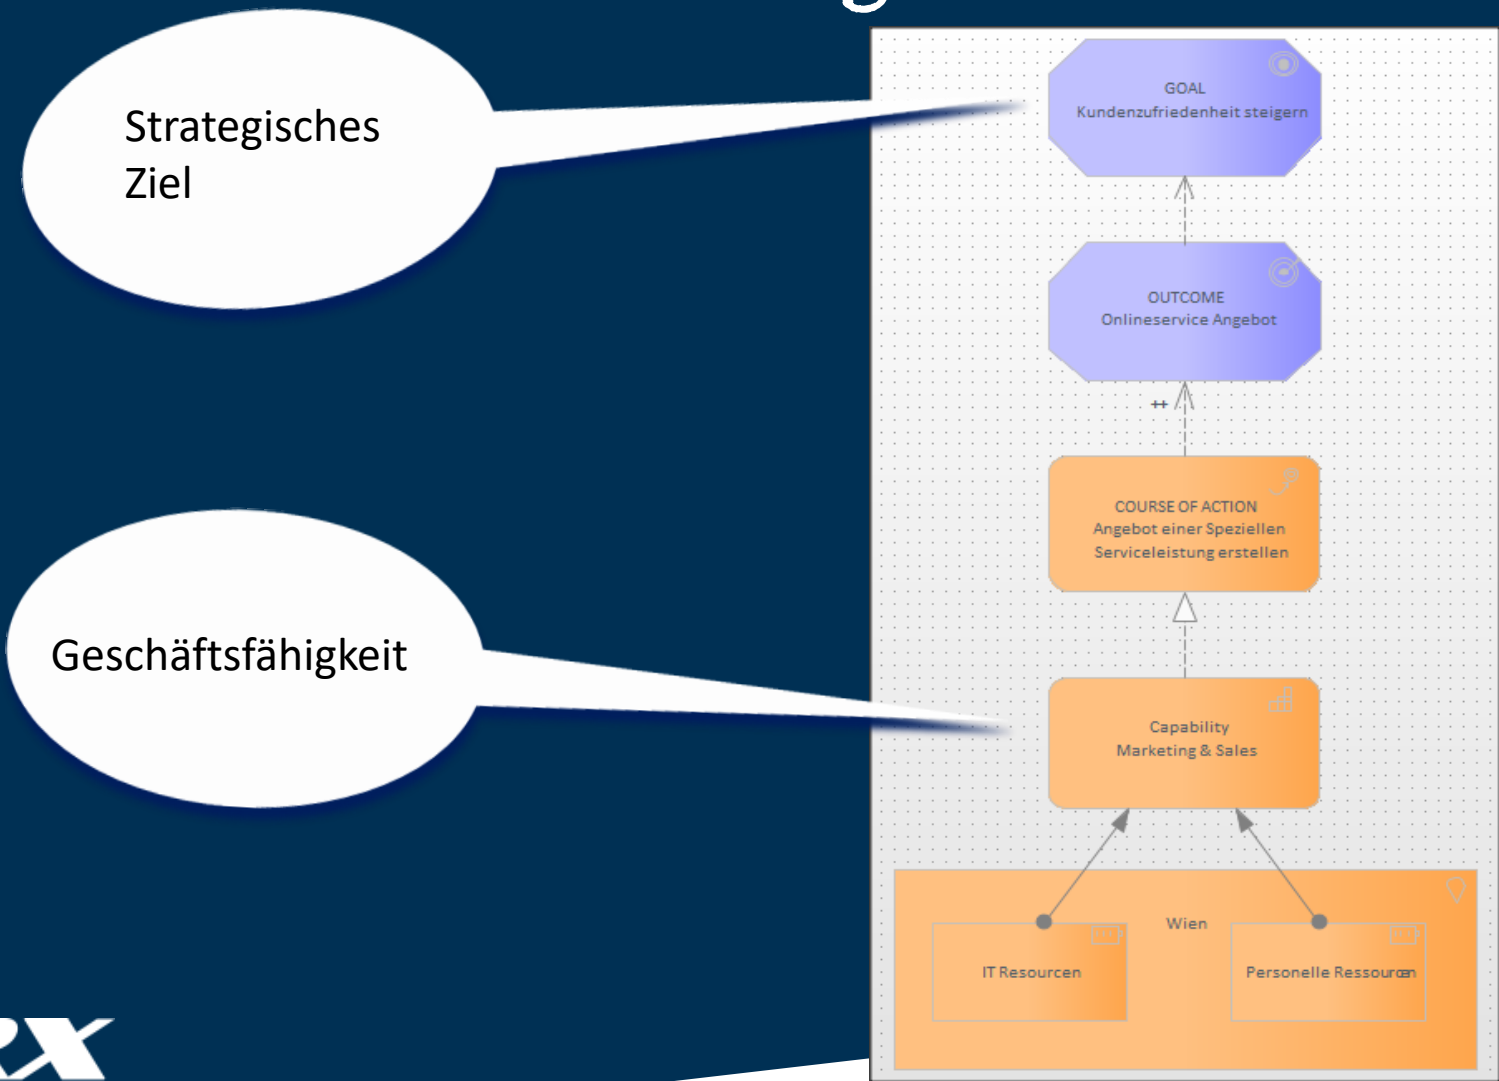 Strategisches
Ziel
GOAL
Kundenzufriedenheit steigern
OUTCOME
Onlineservice Angebot
++
COURSE OF ACTION
Angebot einer Speziellen
Serviceleistung erstellen
Geschäftsfähigkeit
Capability
Marketing & Sales
Wien
IT Resourcen
Personelle Ressourcen